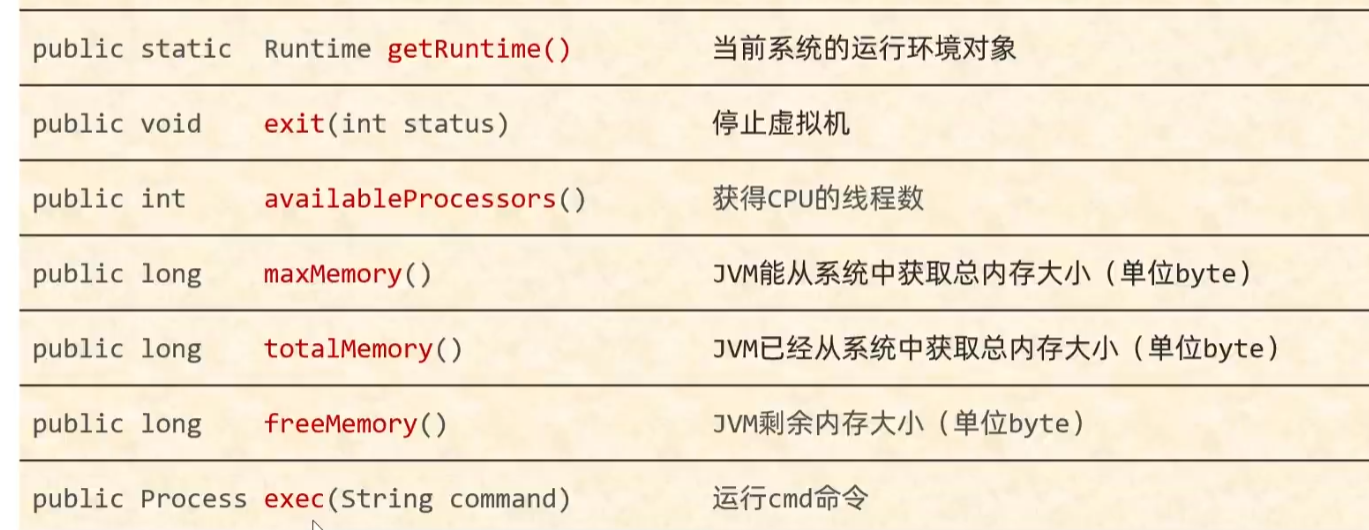 public static Runtime getRuntime() 当前系统的运行环境对象
public void exit(int status) 停止虚拟机
public int availableProcessors() 获得CPU的线程数
public long maxMemory() JVM能从系统中获取总内存大小（单位byte）
public long totalMemory() JVM已经从系统中获取总内存大小（单位byte）
public long freeMemory() JVM剩余内存大小（单位byte）
public Process exec(String command) 运行cmd命令